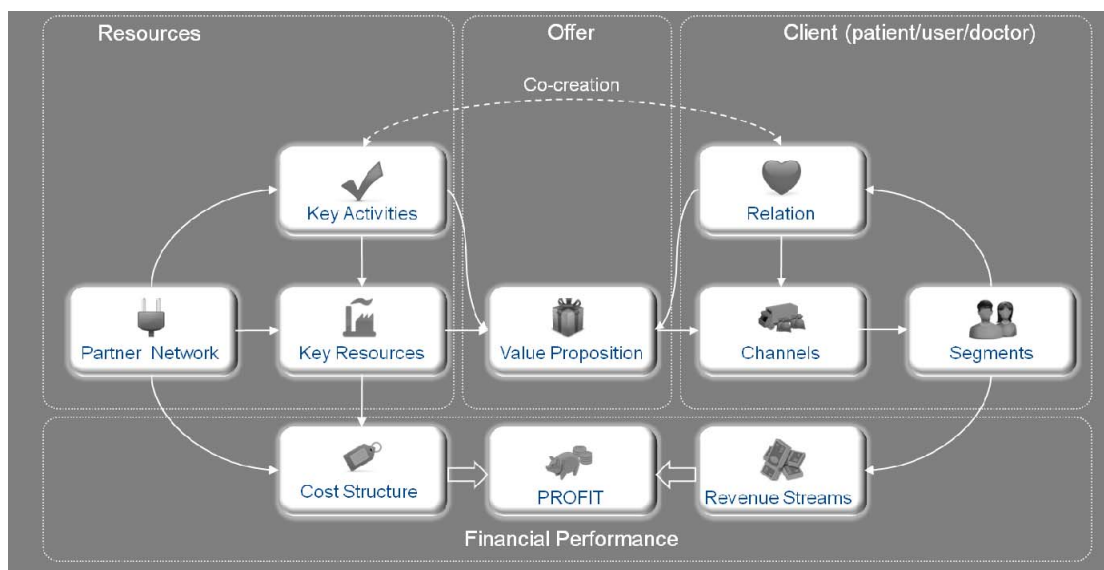 Resources
Offer
Client (patient/user/doctor)
Co-creation
Key Activities
Relation
Partner Network
Key Resources
Value Proposition
Channels
Segments
Cost Structure
PROFIT
Revenue Streams
Financial Performance